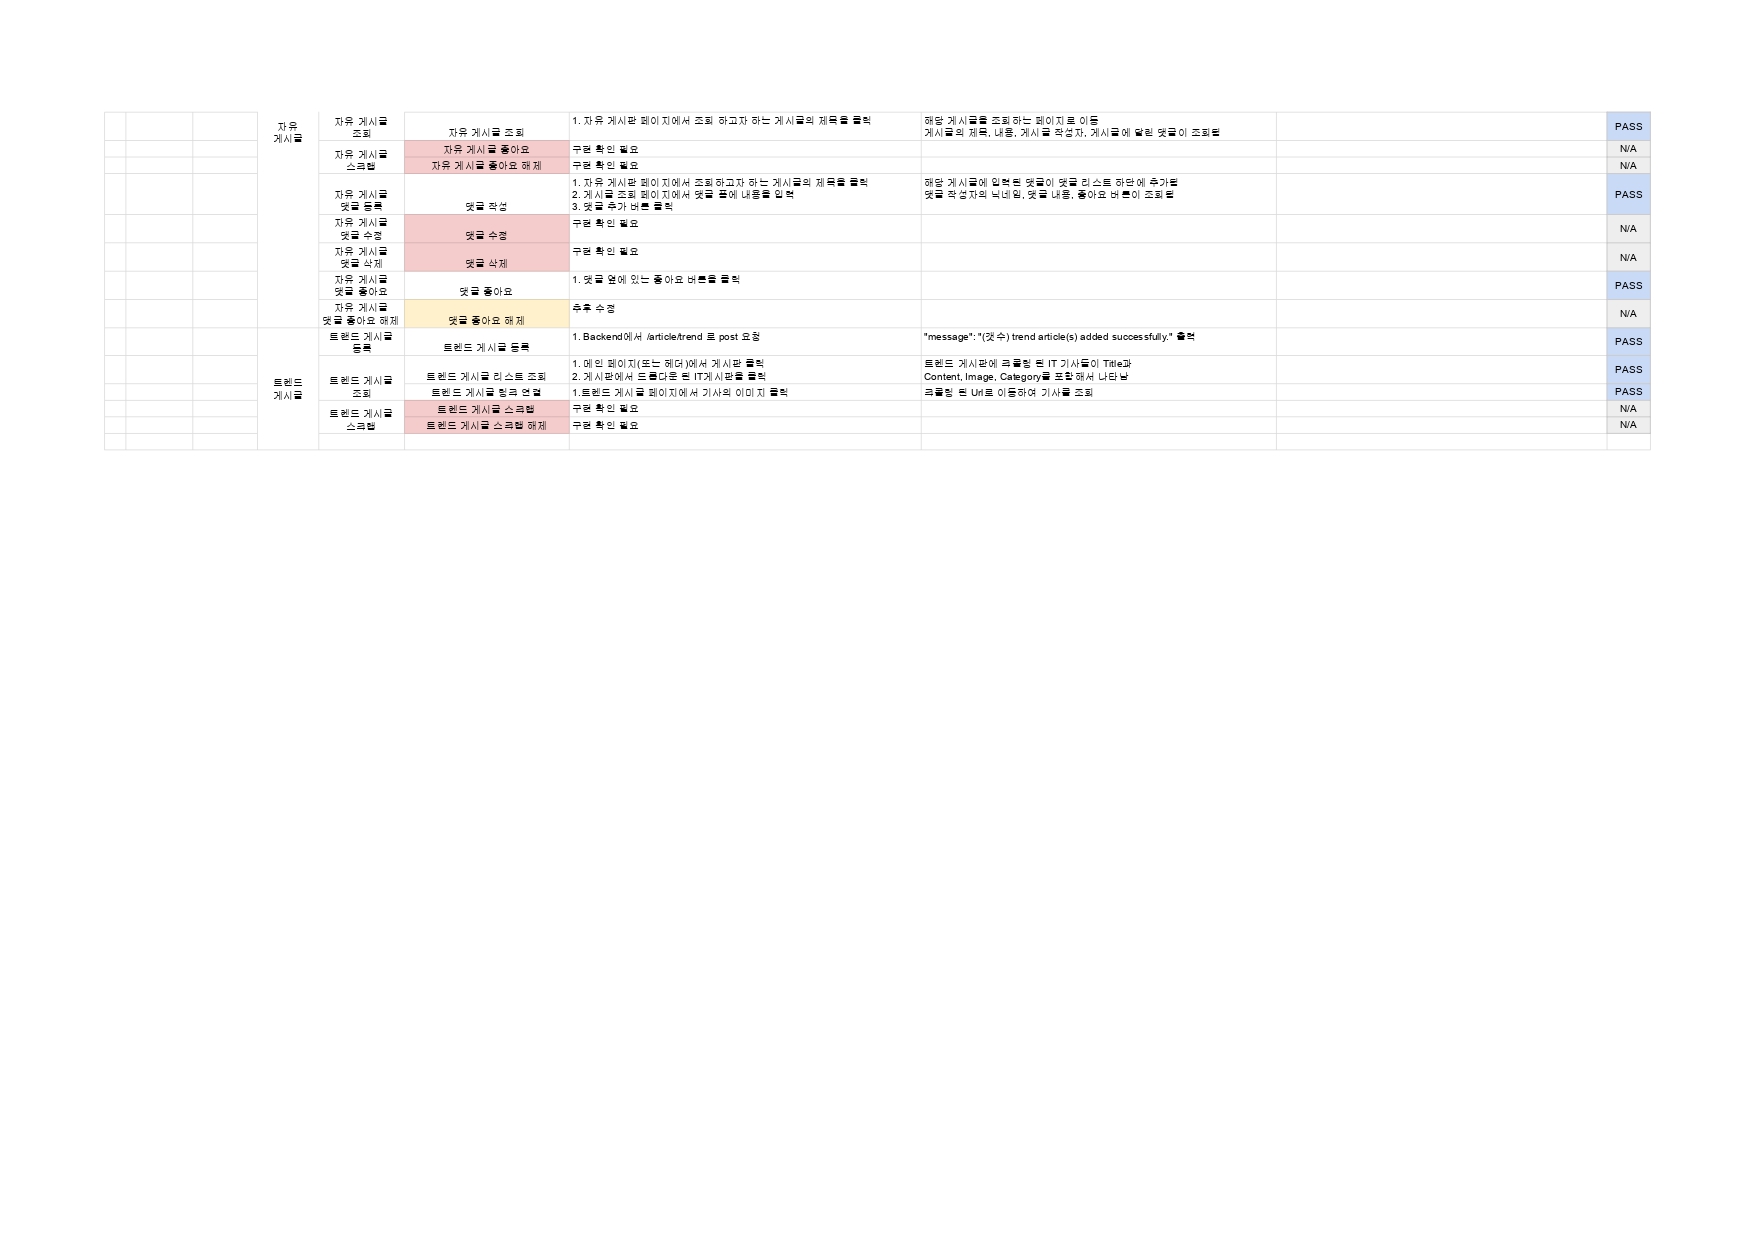 자유
게시글
자유 게시글
조회
자유 게시글 조회
1. 자유 게시판 페이지에서 조회 하고자 하는 게시글의 제목을 클릭
해당 게시글을 조회하는 페이지로 이동
게시글의 제목, 내용, 게시글 작성자, 게시글에 달린 댓글이 조회됨
PASS
자유 게시글
스크랩
자유 게시글 좋아요
구현 확인 필요
N/A
자유 게시글 좋아요 해제
구현 확인 필요
N/A
자유 게시글
댓글 등록
댓글 작성
1. 자유 게시판 페이지에서 조회하고자 하는 게시글의 제목을 클릭
2. 게시글 조회 페이지에서 댓글 폼에 내용을 입력
3. 댓글 추가 버튼 클릭
해당 게시글에 입력된 댓글이 댓글 리스트 하단에 추가됨
댓글 작성자의 닉네임, 댓글 내용, 좋아요 버튼이 조회됨
PASS
자유 게시글
댓글 수정
댓글 수정
구현 확인 필요
N/A
자유 게시글
댓글 삭제
댓글 삭제
구현 확인 필요
N/A
자유 게시글
댓글 좋아요
댓글 좋아요
1. 댓글 옆에 있는 좋아요 버튼을 클릭
PASS
자유 게시글
댓글 좋아요 해제
댓글 좋아요 해제
추후 수정
N/A
트렌드
게시글
트랜드 게시글
등록
트렌드 게시글 등록
1. Backend에서 /article/trend 로 post 요청
"message": "(갯수) trend article(s) added successfully." 출력
PASS
트렌드 게시글
조회
트렌드 게시글 리스트 조회
1. 메인 페이지(또는 헤더)에서 게시판 클릭
2. 게시판에서 드롭다운 된 IT게시판을 클릭
트렌드 게시판에 크롤링 된 IT 기사들이 Title과
Content, Image, Category를 포함해서 나타남
PASS
트렌드 게시글 링크 연결
1.트렌드 게시글 페이지에서 기사의 이미지 클릭
크롤링 된 Url로 이동하여 기사를 조회
PASS
트렌드 게시글
스크랩
트렌드 게시글 스크랩
구현 확인 필요
N/A
트렌드 게시글 스크랩 해제
구현 확인 필요
N/A